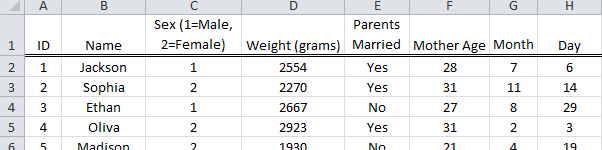 A B C D E F G H
Sex (1=Male, Parents
1 ID Name 2=Female) Weight (grams) Married Mother Age Month Day
2 1 Jackson 1 2554 Yes 28 7 6
3 2 Sophia 2 2270 Yes 31 11 14
4 3 Ethan 1 2667 No 27 8 29
5 4 Oliva 2 2923 Yes 31 2 3
6 5 Madison 2 1930 No 21 4 19